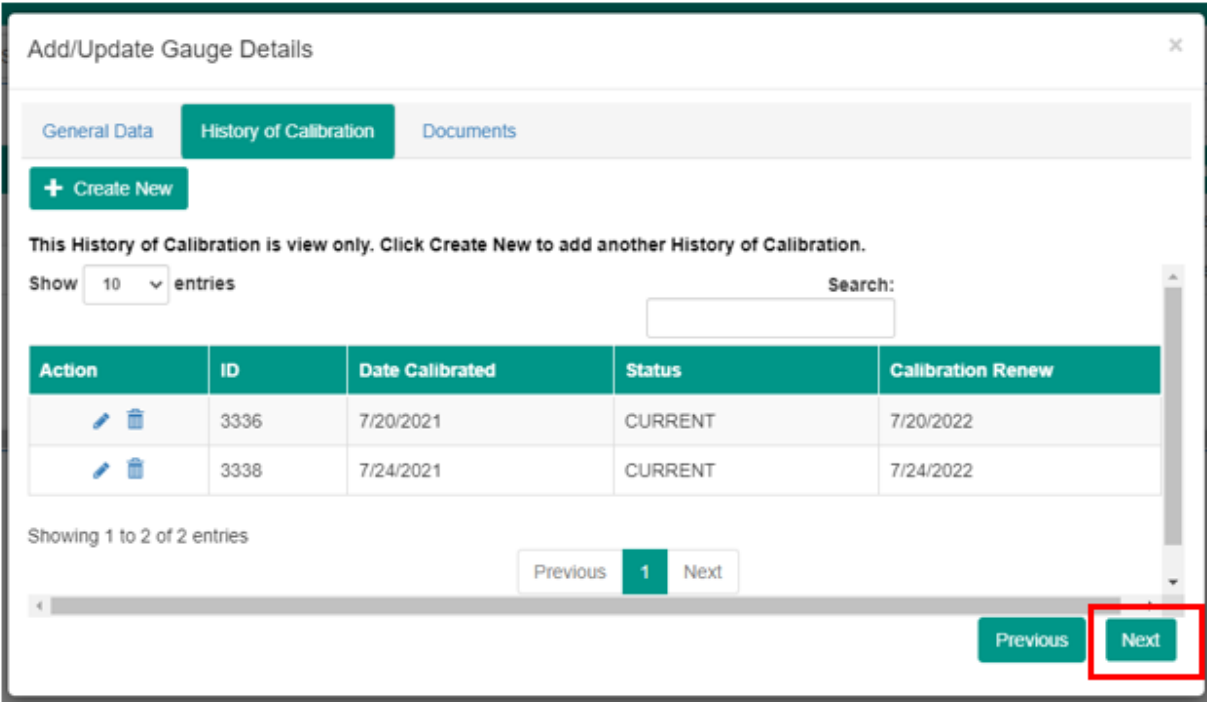 Add/Update Gauge Details ×
General Data History of Calibration Documents
+ Create New
This History of Calibration is view only. Click Create New to add another History of Calibration.
Show 10 entries Search:
Action ID Date Calibrated Status Calibration Renew
3336 7/20/2021 CURRENT 7/20/2022
3338 7/24/2021 CURRENT 7/24/2022
Showing 1 to 2 of 2 entries
Previous 1 Next
Previous Next